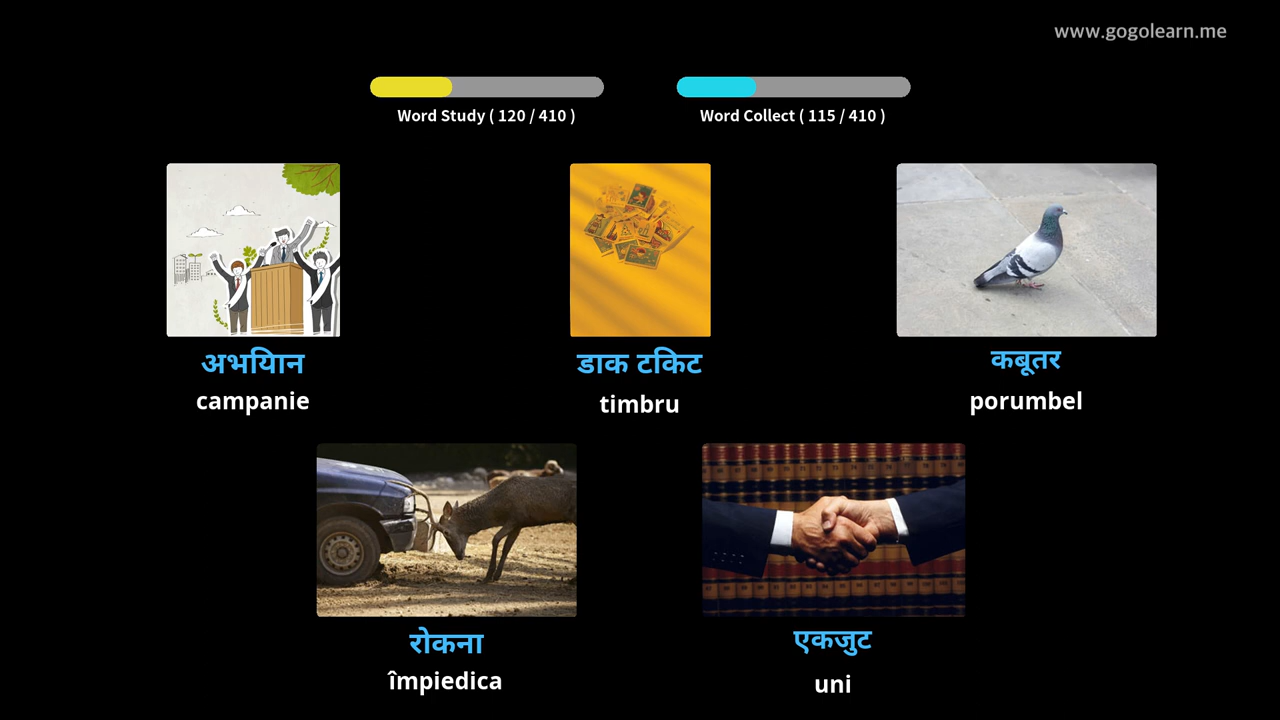 www.gogolearn.me
Word Study ( 120 / 410 )
Word Collect ( 115 / 410 )
अभियान
डाक टिकट
कबूतर
campanie
timbru
porumbel
रोकना
एकजुट
împiedica
uni